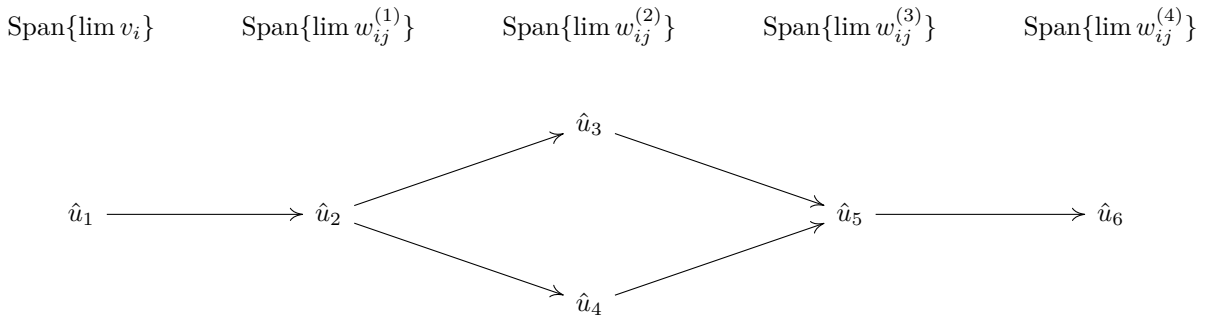 Span{lim v_i} Span{lim w_{ij}^{(1)}} Span{lim w_{ij}^{(2)}} Span{lim w_{ij}^{(3)}} Span{lim w_{ij}^{(4)}}
û_3
û_1 û_2 û_5 û_6
û_4